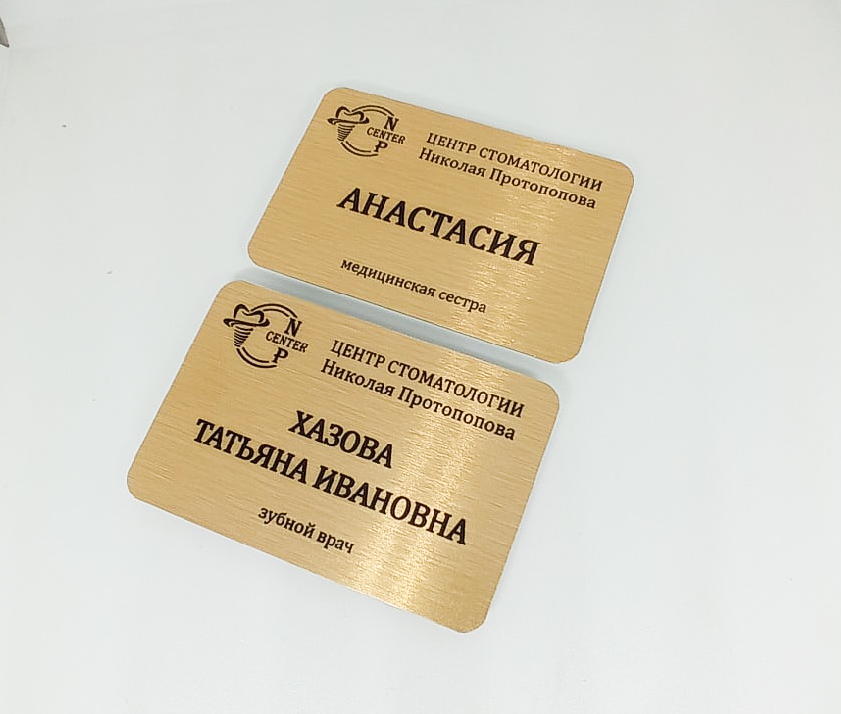 N
CENTER
P
ЦЕНТР СТОМАТОЛОГИИ
Николая Протопопова
АНАСТАСИЯ
медицинская сестра
N
CENTER
P
ЦЕНТР СТОМАТОЛОГИИ
Николая Протопопова
ХАЗОВА
ТАТЬЯНА ИВАНОВНА
зубной врач